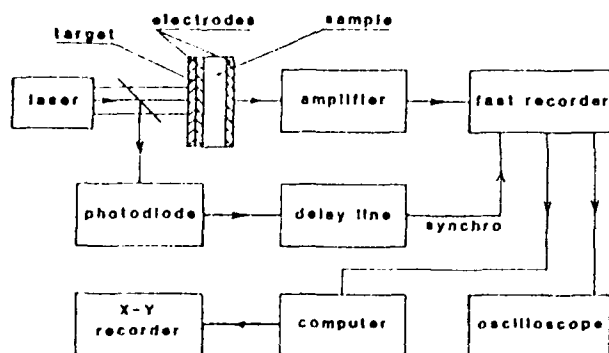 electrodes
target
sample
laser
amplifier
fast recorder
photodiode
delay line
synchro
X-Y
recorder
computer
oscilloscope